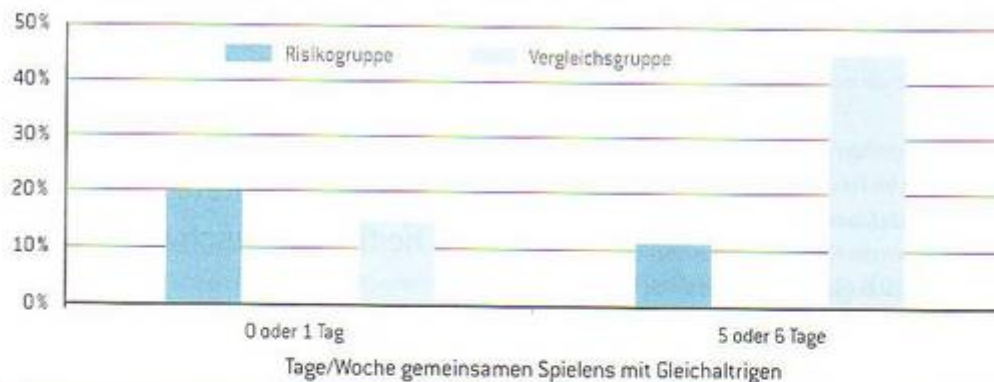 50%
Risikogruppe Vergleichsgruppe
40%
30%
20%
10%
0%
0 oder 1 Tag 5 oder 6 Tage
Tage/Woche gemeinsamen Spielens mit Gleichaltrigen